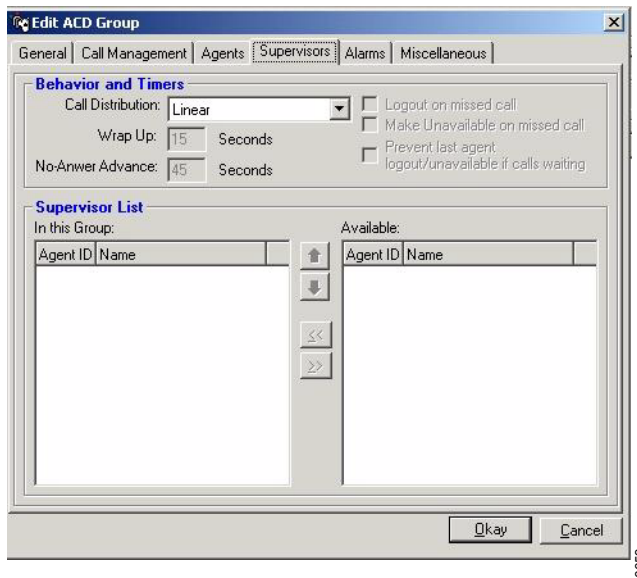 Edit ACD Group
General Call Management Agents Supervisors Alarms Miscellaneous
Behavior and Timers
Call Distribution: Linear
Logout on missed call
Make Unavailable on missed call
Wrap Up: 15 Seconds
Prevent last agent
logout/unavailable if calls waiting
No-Anwer Advance: 45 Seconds
Supervisor List
In this Group:
Available:
Agent ID Name
Agent ID Name
<<
>>
Okay Cancel